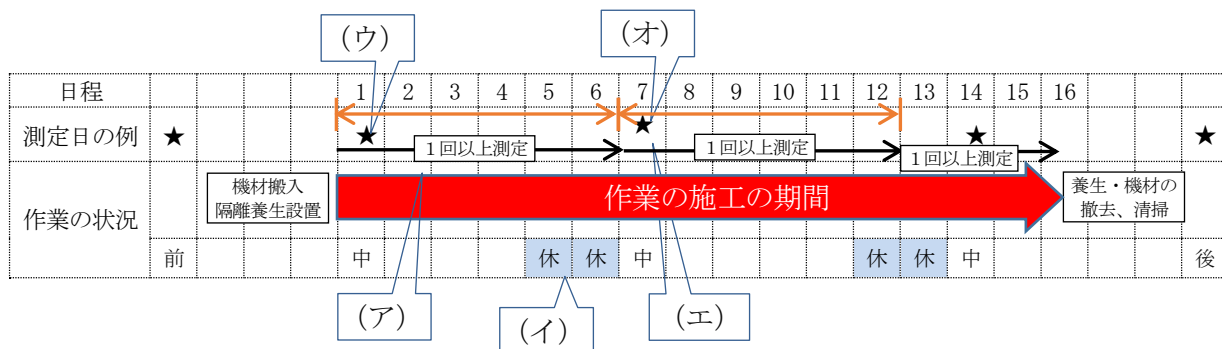 （ウ）
（オ）
日程 1 2 3 4 5 6 7 8 9 10 11 12 13 14 15 16
測定日の例 ★ ★ ★ ★ ★
１回以上測定 １回以上測定 １回以上測定
作業の状況
機材搬入
隔離養生設置
作業の施工の期間
養生・機材の
撤去、清掃
前 中 休 休 中 休 休 中 後
（ア）
（イ）
（エ）